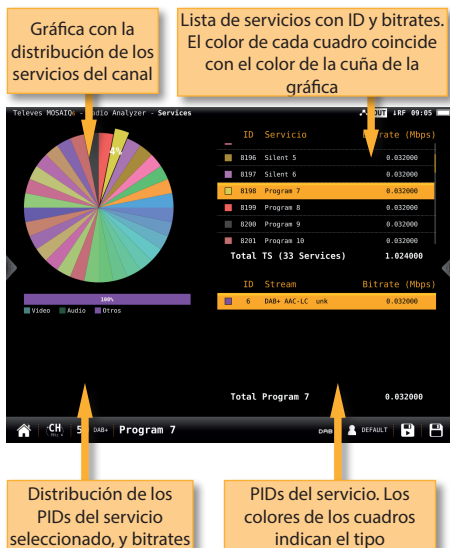 Gráfica con la
distribución de los
servicios del canal
Lista de servicios con ID y bitrates.
El color de cada cuadro coincide
con el color de la cuña de la
gráfica
Televes MOSAIQ6 - Radio Analyzer - Services
OUT ↓RF 09:05
4%
ID Servicio Bitrate (Mbps)
8196 Silent 5 0.032000
8197 Silent 6 0.032000
8198 Program 7 0.032000
8199 Program 8 0.032000
8200 Program 9 0.032000
8201 Program 10 0.032000
Total TS (33 Services) 1.024000
100%
Video Audio Otros
ID Stream Bitrate (Mbps)
6 DAB+ AAC-LC unk 0.032000
Total Program 7 0.032000
CH 5 DAB+ Program 7
DAB DEFAULT
Distribución de los
PIDs del servicio
seleccionado, y bitrates
PIDs del servicio. Los
colores de los cuadros
indican el tipo